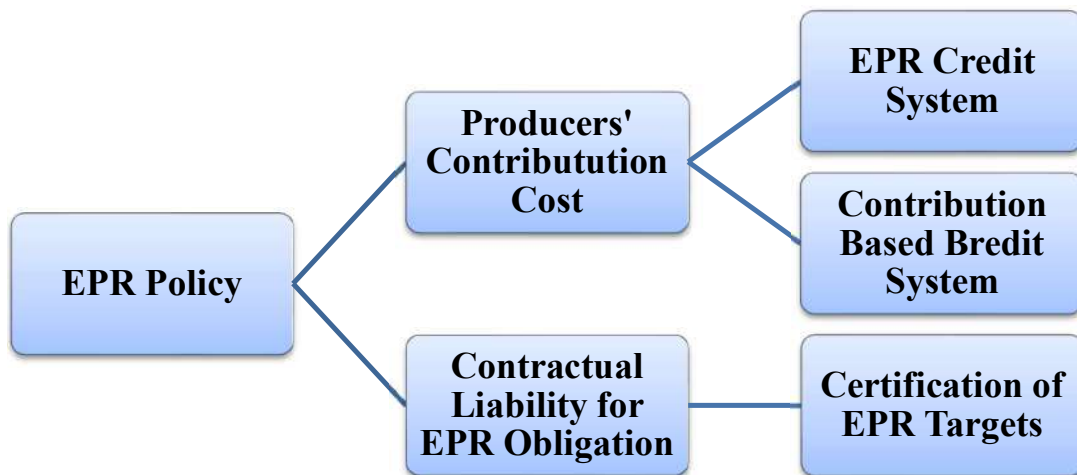 EPR Policy
Producers'
Contributution
Cost
EPR Credit
System
Contribution
Based Bredit
System
Contractual
Liability for
EPR Obligation
Certification of
EPR Targets